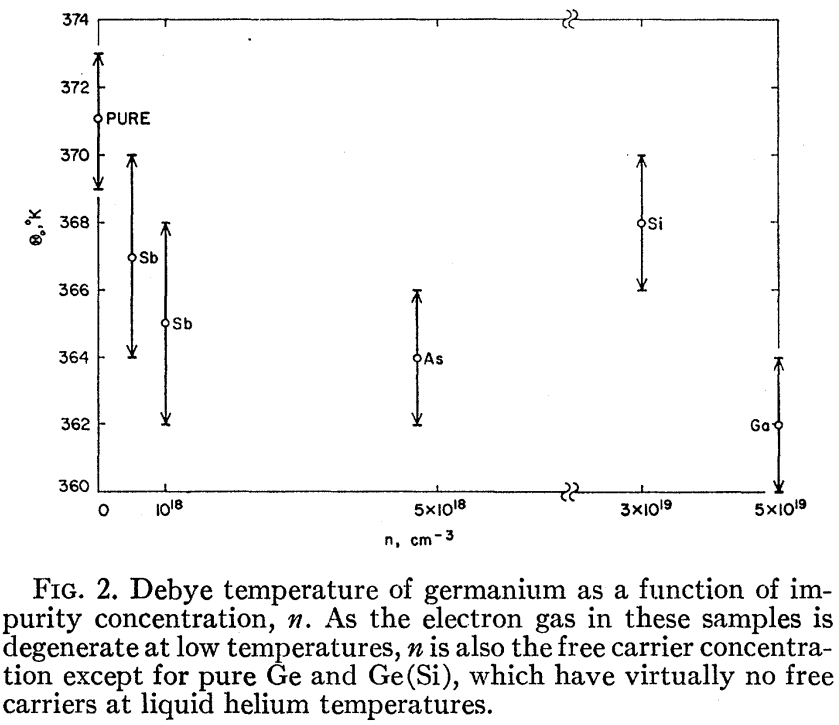 374
372
PURE
370
368
Θ₀, °K
Si
Sb
366
Sb
364
As
362
Ga
360
0
10¹⁸
5×10¹⁸
3×10¹⁹
5×10¹⁹
n, cm⁻³
FIG. 2. Debye temperature of germanium as a function of im-
purity concentration, n. As the electron gas in these samples is
degenerate at low temperatures, n is also the free carrier concentra-
tion except for pure Ge and Ge(Si), which have virtually no free
carriers at liquid helium temperatures.